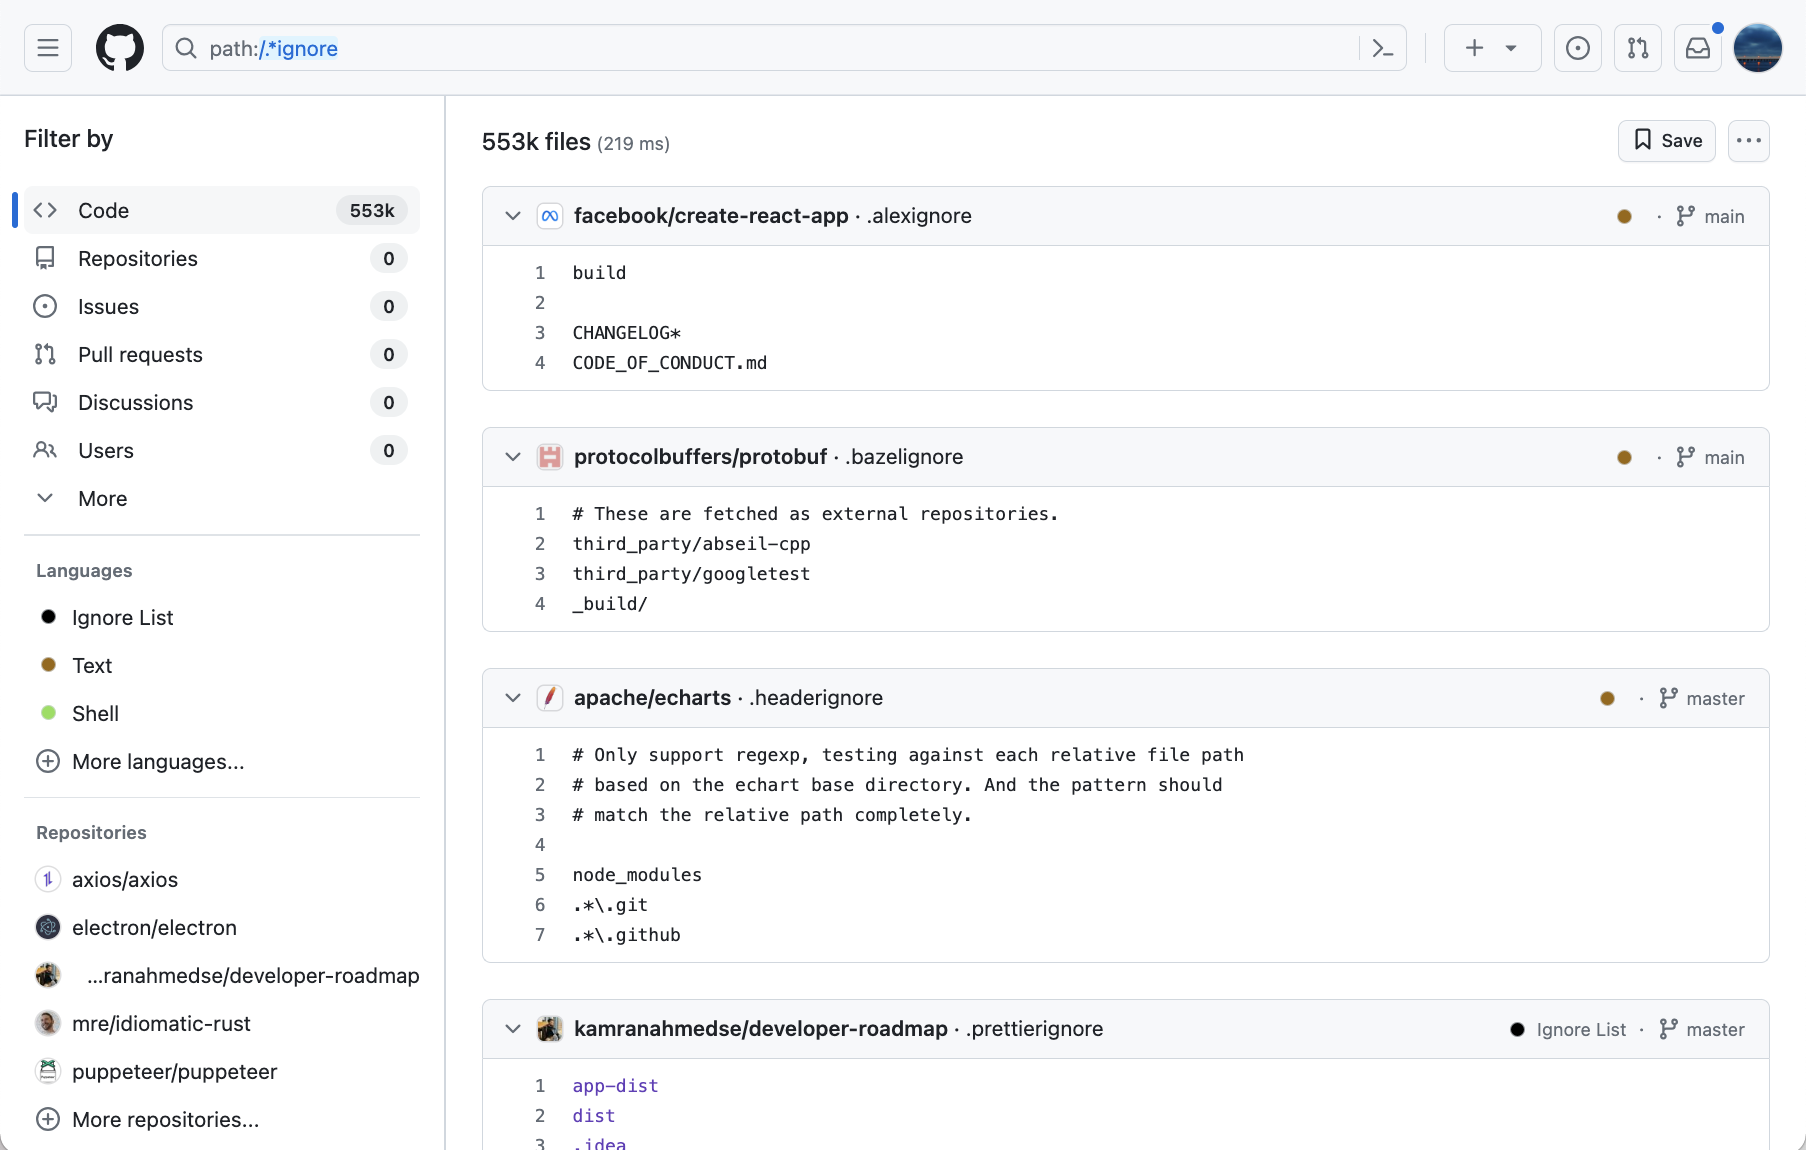 path:/.*ignore
Filter by
Code 553k
Repositories 0
Issues 0
Pull requests 0
Discussions 0
Users 0
More
Languages
Ignore List
Text
Shell
More languages...
Repositories
axios/axios
electron/electron
...ranahmedse/developer-roadmap
mre/idiomatic-rust
puppeteer/puppeteer
More repositories...
553k files (219 ms)
Save
facebook/create-react-app · .alexignore · main
1 build
2
3 CHANGELOG*
4 CODE_OF_CONDUCT.md
protocolbuffers/protobuf · .bazelignore · main
1 # These are fetched as external repositories.
2 third_party/abseil-cpp
3 third_party/googletest
4 _build/
apache/echarts · .headerignore · master
1 # Only support regexp, testing against each relative file path
2 # based on the echart base directory. And the pattern should
3 # match the relative path completely.
4
5 node_modules
6 .*\.git
7 .*\.github
kamranahmedse/developer-roadmap · .prettierignore Ignore List · master
1 app-dist
2 dist
3 .idea